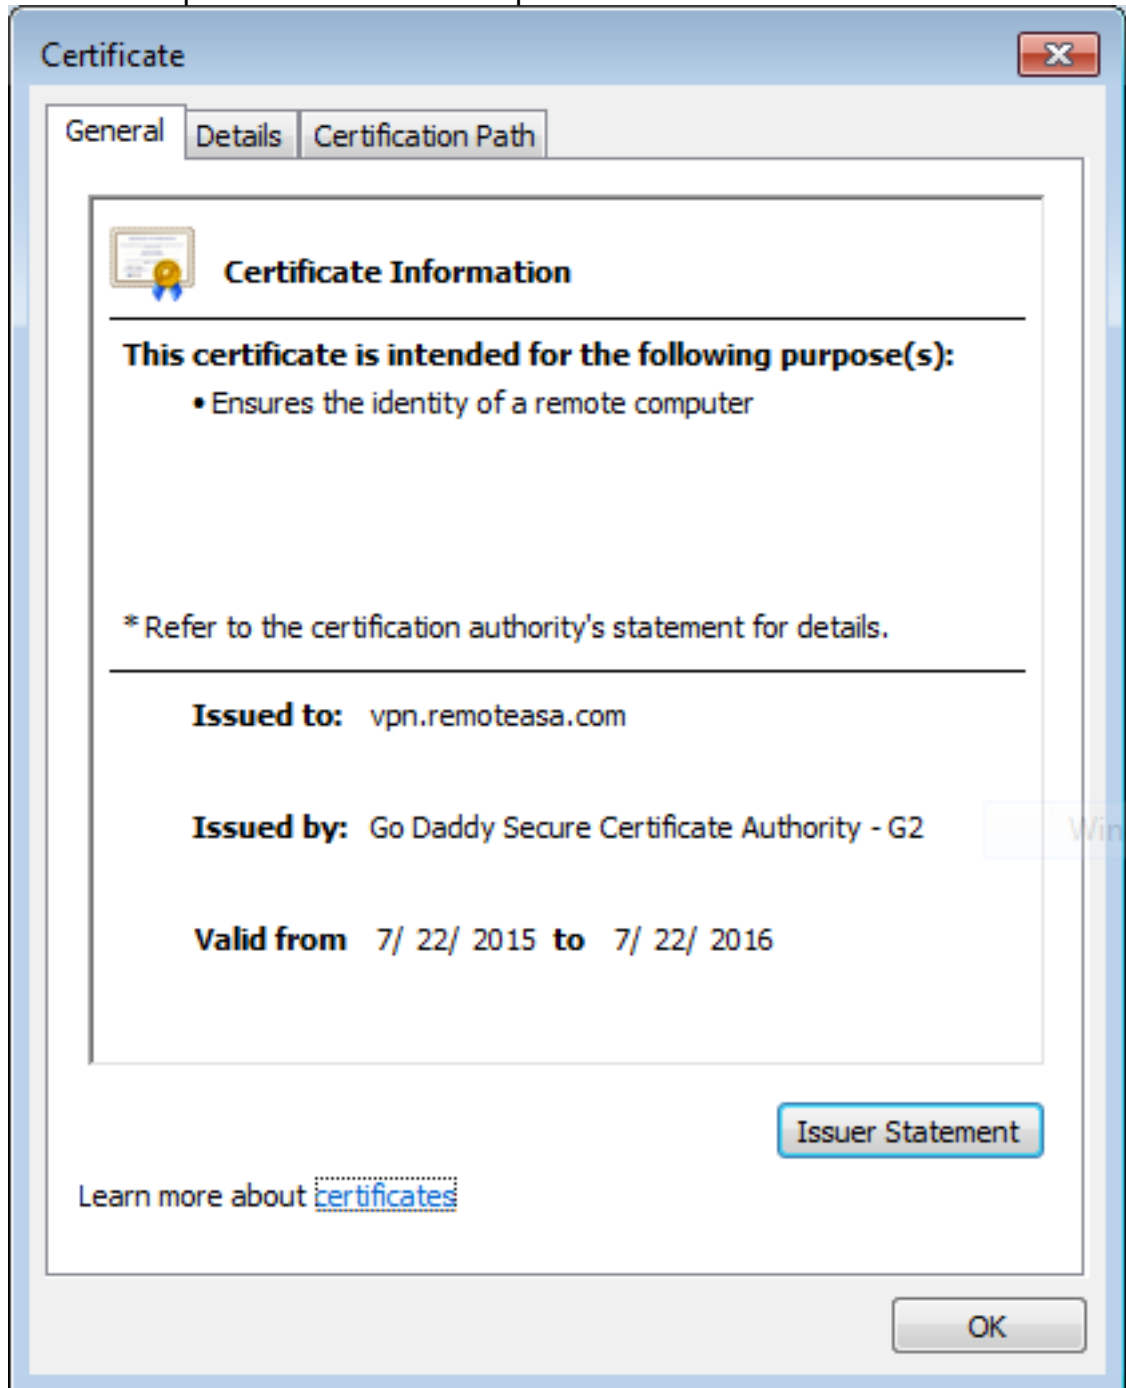 Certificate
General Details Certification Path
Certificate Information
This certificate is intended for the following purpose(s):
• Ensures the identity of a remote computer
* Refer to the certification authority's statement for details.
Issued to: vpn.remoteasa.com
Issued by: Go Daddy Secure Certificate Authority - G2
Win
Valid from 7/ 22/ 2015 to 7/ 22/ 2016
Issuer Statement
Learn more about certificates
OK